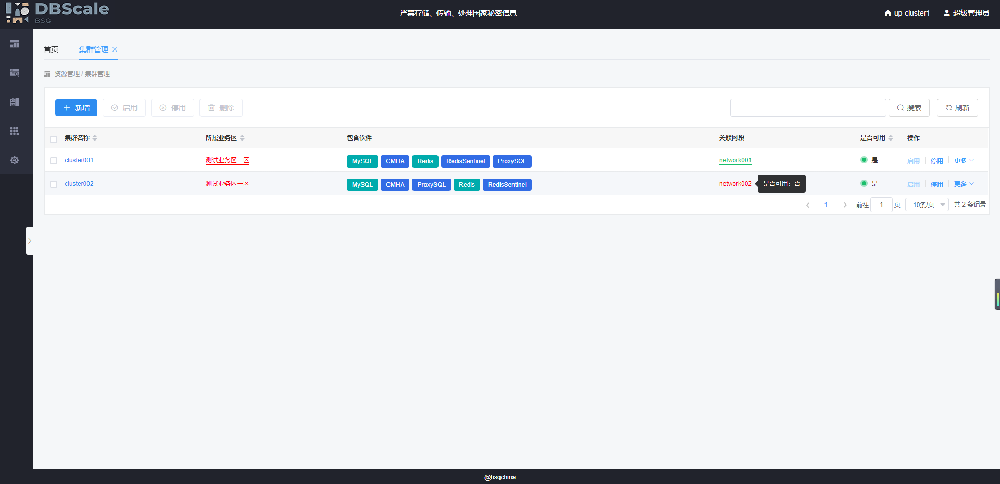 DBScale
BSG
严禁存储、传输、处理国家秘密信息
up-cluster1
超级管理员
首页
集群管理
资源管理 / 集群管理
新增
启用
停用
删除
搜索
刷新
集群名称 所属业务区 包含软件 关联网段 是否可用 操作
cluster001 测试业务区一区 MySQL CMHA Redis RedisSentinel ProxySQL network001 是 启用 停用 更多
cluster002 测试业务区一区 MySQL CMHA ProxySQL Redis RedisSentinel network002 是否可用：否 是 启用 停用 更多
1 前往 1 页 10条/页 共 2 条记录
@bsgchina